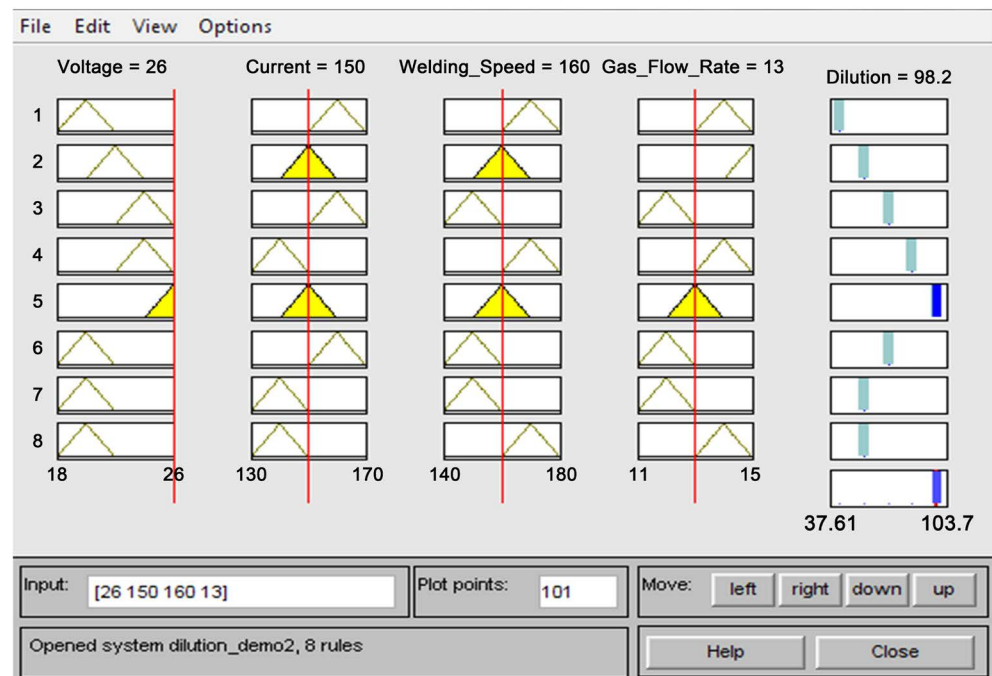 File Edit View Options
Voltage = 26 Current = 150 Welding_Speed = 160 Gas_Flow_Rate = 13 Dilution = 98.2
1
2
3
4
5
6
7
8
18 26 130 170 140 180 11 15
37.61 103.7
Input: [26 150 160 13] Plot points: 101 Move: left right down up
Opened system dilution_demo2, 8 rules Help Close